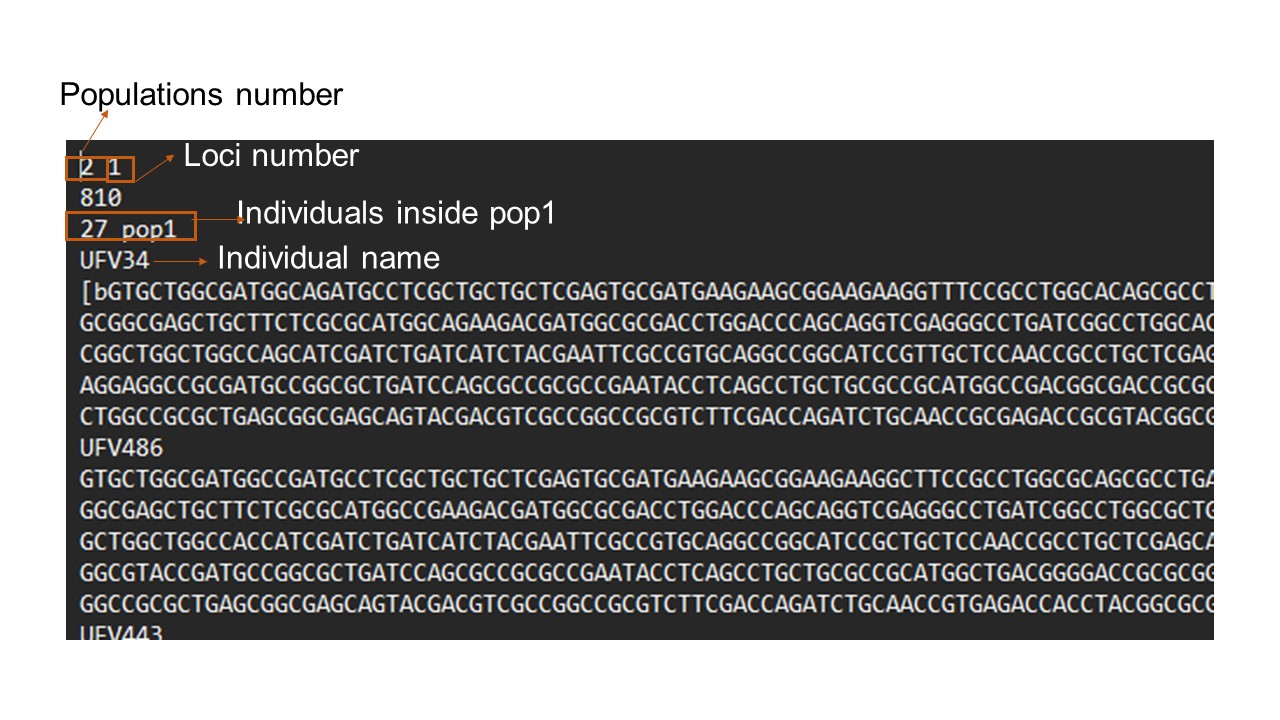 Populations number
2 1
Loci number
810
Individuals inside pop1
27 pop1
UFV34
Individual name
[bGTGCTGGCGATGGCAGATGCCTCGCTGCTGCTCGAGTGCGATGAAGAAGCGGAAGAAGGTTTCCGCCTGGCACAGCGCCT
GCGGCGAGCTGCTTCTCGCGCATGGCAGAAGACGATGGCGCGACCTGGACCCAGCAGGTCGAGGGCCTGATCGGCCTGGCAC
CGGCTGGCTGGCCAGCATCGATCTGATCATCTACGAATTCGCCGTGCAGGCCGGCATCCGTTGCTCCAACCGCCTGCTCGAG
AGGAGGCCGCGATGCCGGCGCTGATCCAGCGCCGCGCCGAATACCTCAGCCTGCTGCGCCGCATGGCCGACGGCGACCGCGC
CTGGCCGCGCTGAGCGGCGAGCAGTACGACGTCGCCGGCCGCGTCTTCGACCAGATCTGCAACCGCGAGACCGCGTACGGCG
UFV486
GTGCTGGCGATGGCCGATGCCTCGCTGCTGCTCGAGTGCGATGAAGAAGCGGAAGAAGGCTTCCGCCTGGCGCAGCGCCTGA
GGCGAGCTGCTTCTCGCGCATGGCCGAAGACGATGGCGCGACCTGGACCCAGCAGGTCGAGGGCCTGATCGGCCTGGCGCTG
GCTGGCTGGCCACCATCGATCTGATCATCTACGAATTCGCCGTGCAGGCCGGCATCCGCTGCTCCAACCGCCTGCTCGAGCA
GGCGTACCGATGCCGGCGCTGATCCAGCGCCGCGCCGAATACCTCAGCCTGCTGCGCCGCATGGCTGACGGGGACCGCGCGG
GGCCGCGCTGAGCGGCGAGCAGTACGACGTCGCCGGCCGCGTCTTCGACCAGATCTGCAACCGTGAGACCACCTACGGCGCG
UFV443